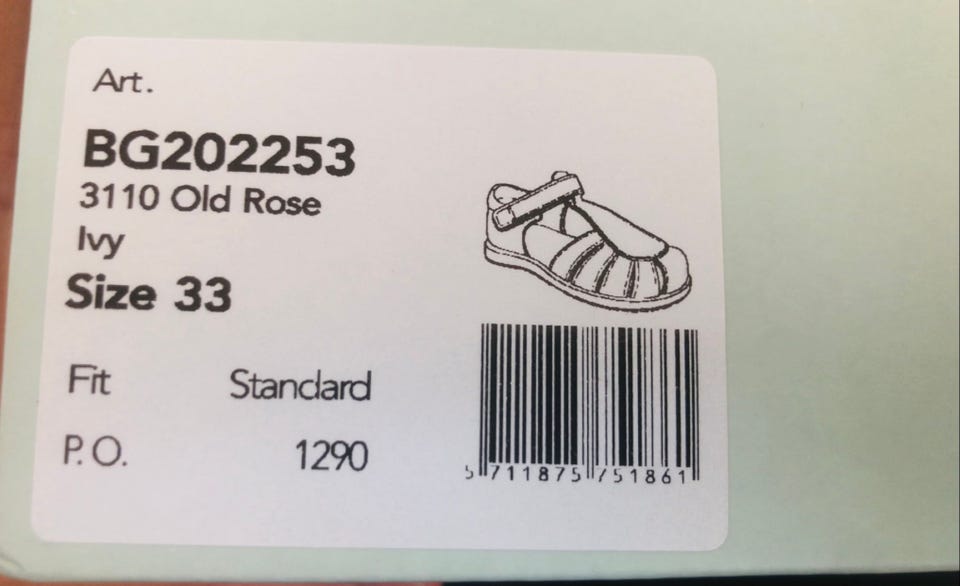 Art.
BG202253
3110 Old Rose
Ivy
Size 33
Fit Standard
P.O. 1290
5 711875 751861